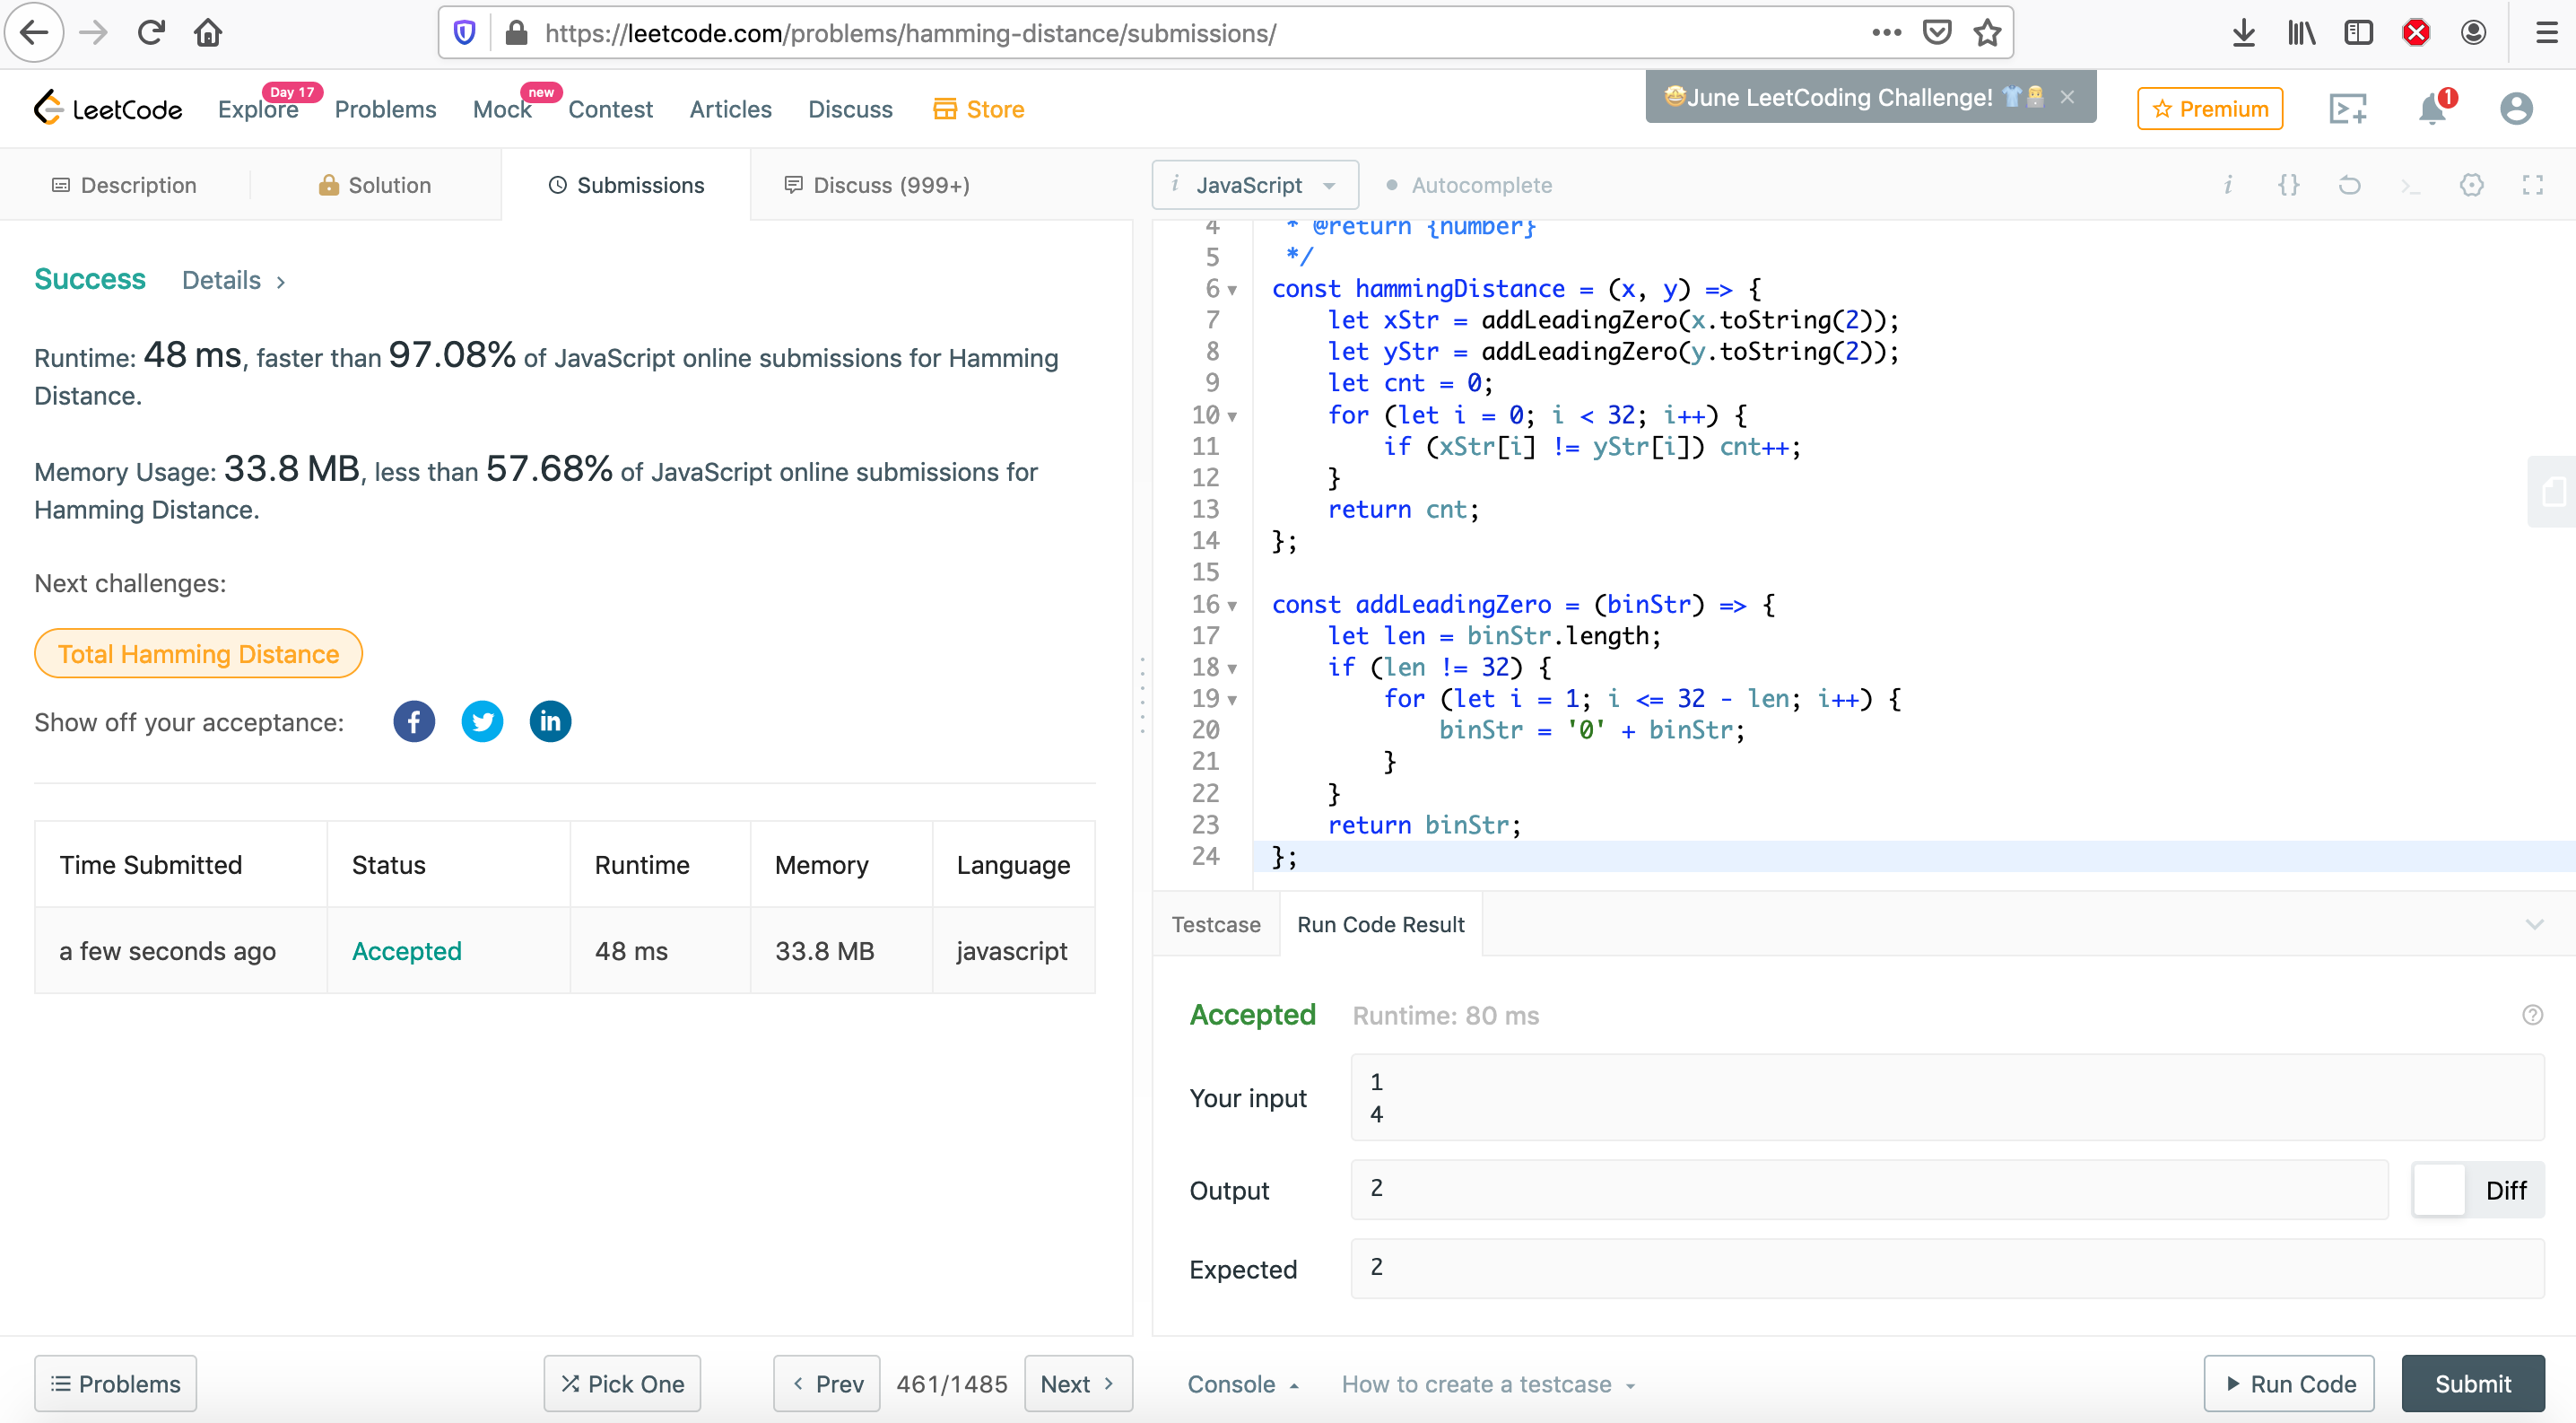 https://leetcode.com/problems/hamming-distance/submissions/
LeetCode
Explore
Day 17
Problems
Mock
new
Contest
Articles
Discuss
Store
🤩June LeetCoding Challenge!
Premium
1
Description
Solution
Submissions
Discuss (999+)
Success
Details
Runtime: 48 ms, faster than 97.08% of JavaScript online submissions for Hamming
Distance.
Memory Usage: 33.8 MB, less than 57.68% of JavaScript online submissions for
Hamming Distance.
Next challenges:
Total Hamming Distance
Show off your acceptance:
Time Submitted Status Runtime Memory Language
a few seconds ago Accepted 48 ms 33.8 MB javascript
i JavaScript
Autocomplete
4 * @return {number}
5 */
6 const hammingDistance = (x, y) => {
7 let xStr = addLeadingZero(x.toString(2));
8 let yStr = addLeadingZero(y.toString(2));
9 let cnt = 0;
10 for (let i = 0; i < 32; i++) {
11 if (xStr[i] != yStr[i]) cnt++;
12 }
13 return cnt;
14 };
15
16 const addLeadingZero = (binStr) => {
17 let len = binStr.length;
18 if (len != 32) {
19 for (let i = 1; i <= 32 - len; i++) {
20 binStr = '0' + binStr;
21 }
22 }
23 return binStr;
24 };
Testcase
Run Code Result
Accepted Runtime: 80 ms
Your input
1
4
Output
2
Diff
Expected
2
Problems
Pick One
Prev
461/1485
Next
Console
How to create a testcase
Run Code
Submit